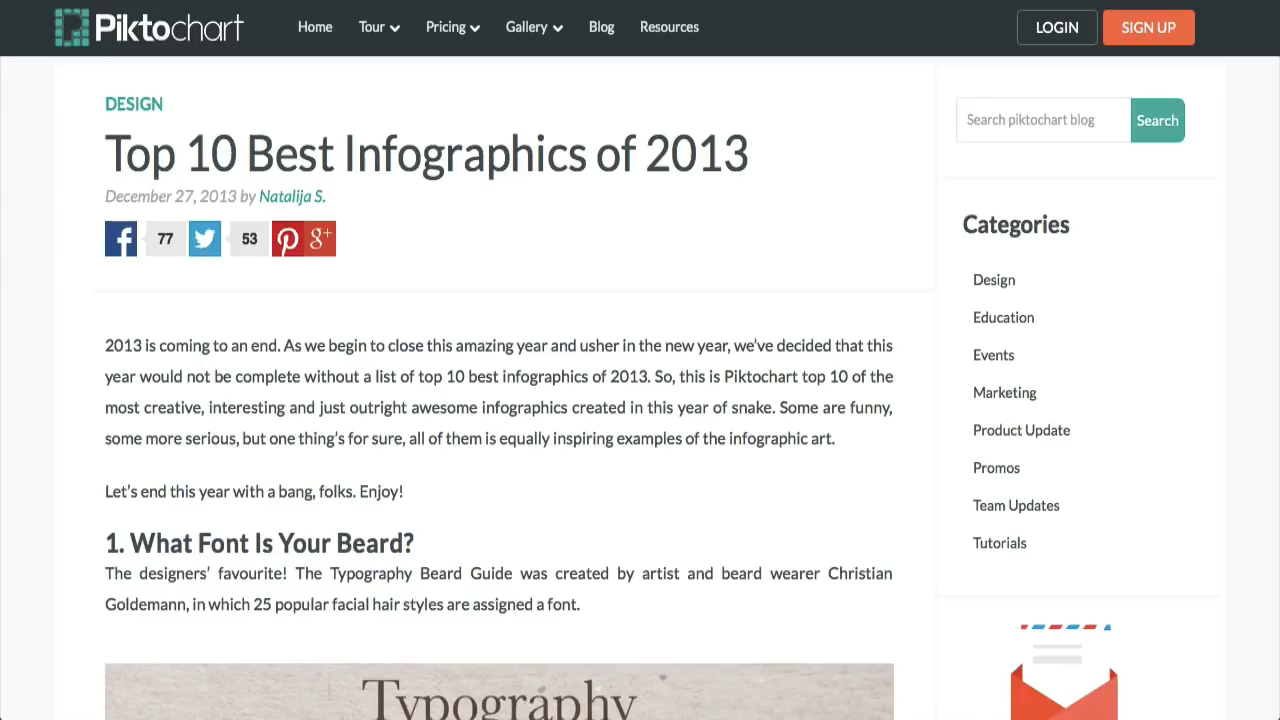 Piktochart
Home
Tour
Pricing
Gallery
Blog
Resources
LOGIN
SIGN UP
DESIGN
Top 10 Best Infographics of 2013
December 27, 2013 by Natalija S.
77
53
2013 is coming to an end. As we begin to close this amazing year and usher in the new year, we've decided that this
year would not be complete without a list of top 10 best infographics of 2013. So, this is Piktochart top 10 of the
most creative, interesting and just outright awesome infographics created in this year of snake. Some are funny,
some more serious, but one thing's for sure, all of them is equally inspiring examples of the infographic art.
Let's end this year with a bang, folks. Enjoy!
1. What Font Is Your Beard?
The designers' favourite! The Typography Beard Guide was created by artist and beard wearer Christian
Goldemann, in which 25 popular facial hair styles are assigned a font.
Typography
Search piktochart blog
Search
Categories
Design
Education
Events
Marketing
Product Update
Promos
Team Updates
Tutorials